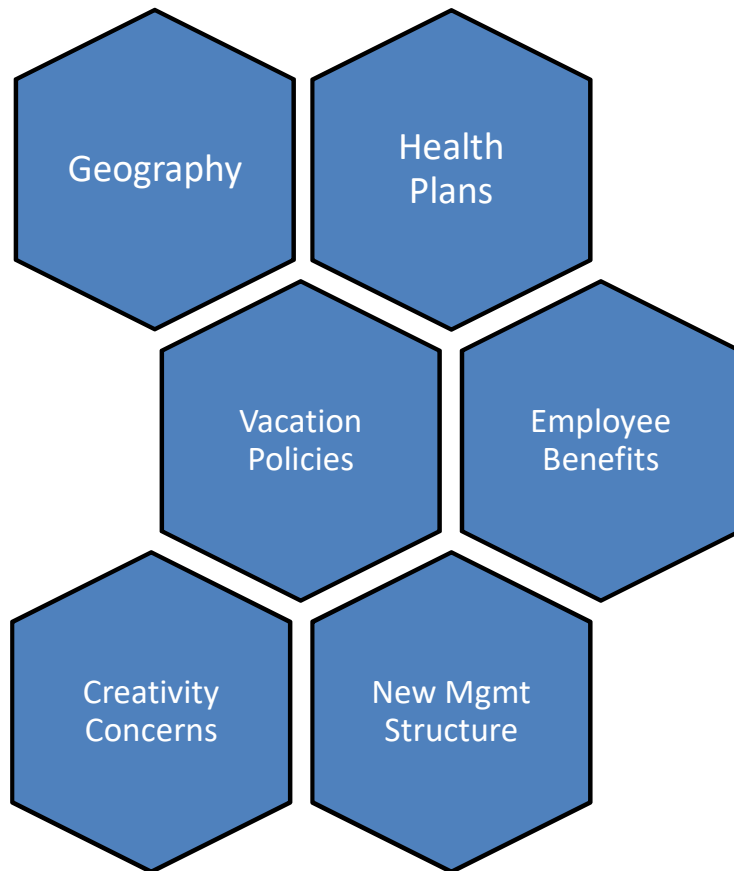 Geography
Health
Plans
Vacation
Policies
Employee
Benefits
Creativity
Concerns
New Mgmt
Structure